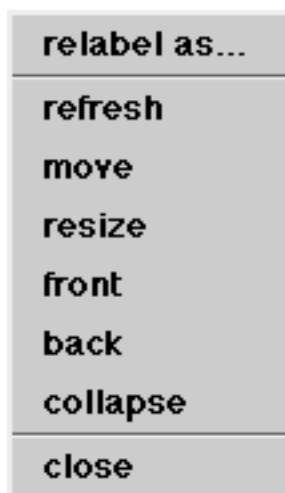 relabel as...
refresh
move
resize
front
back
collapse
close